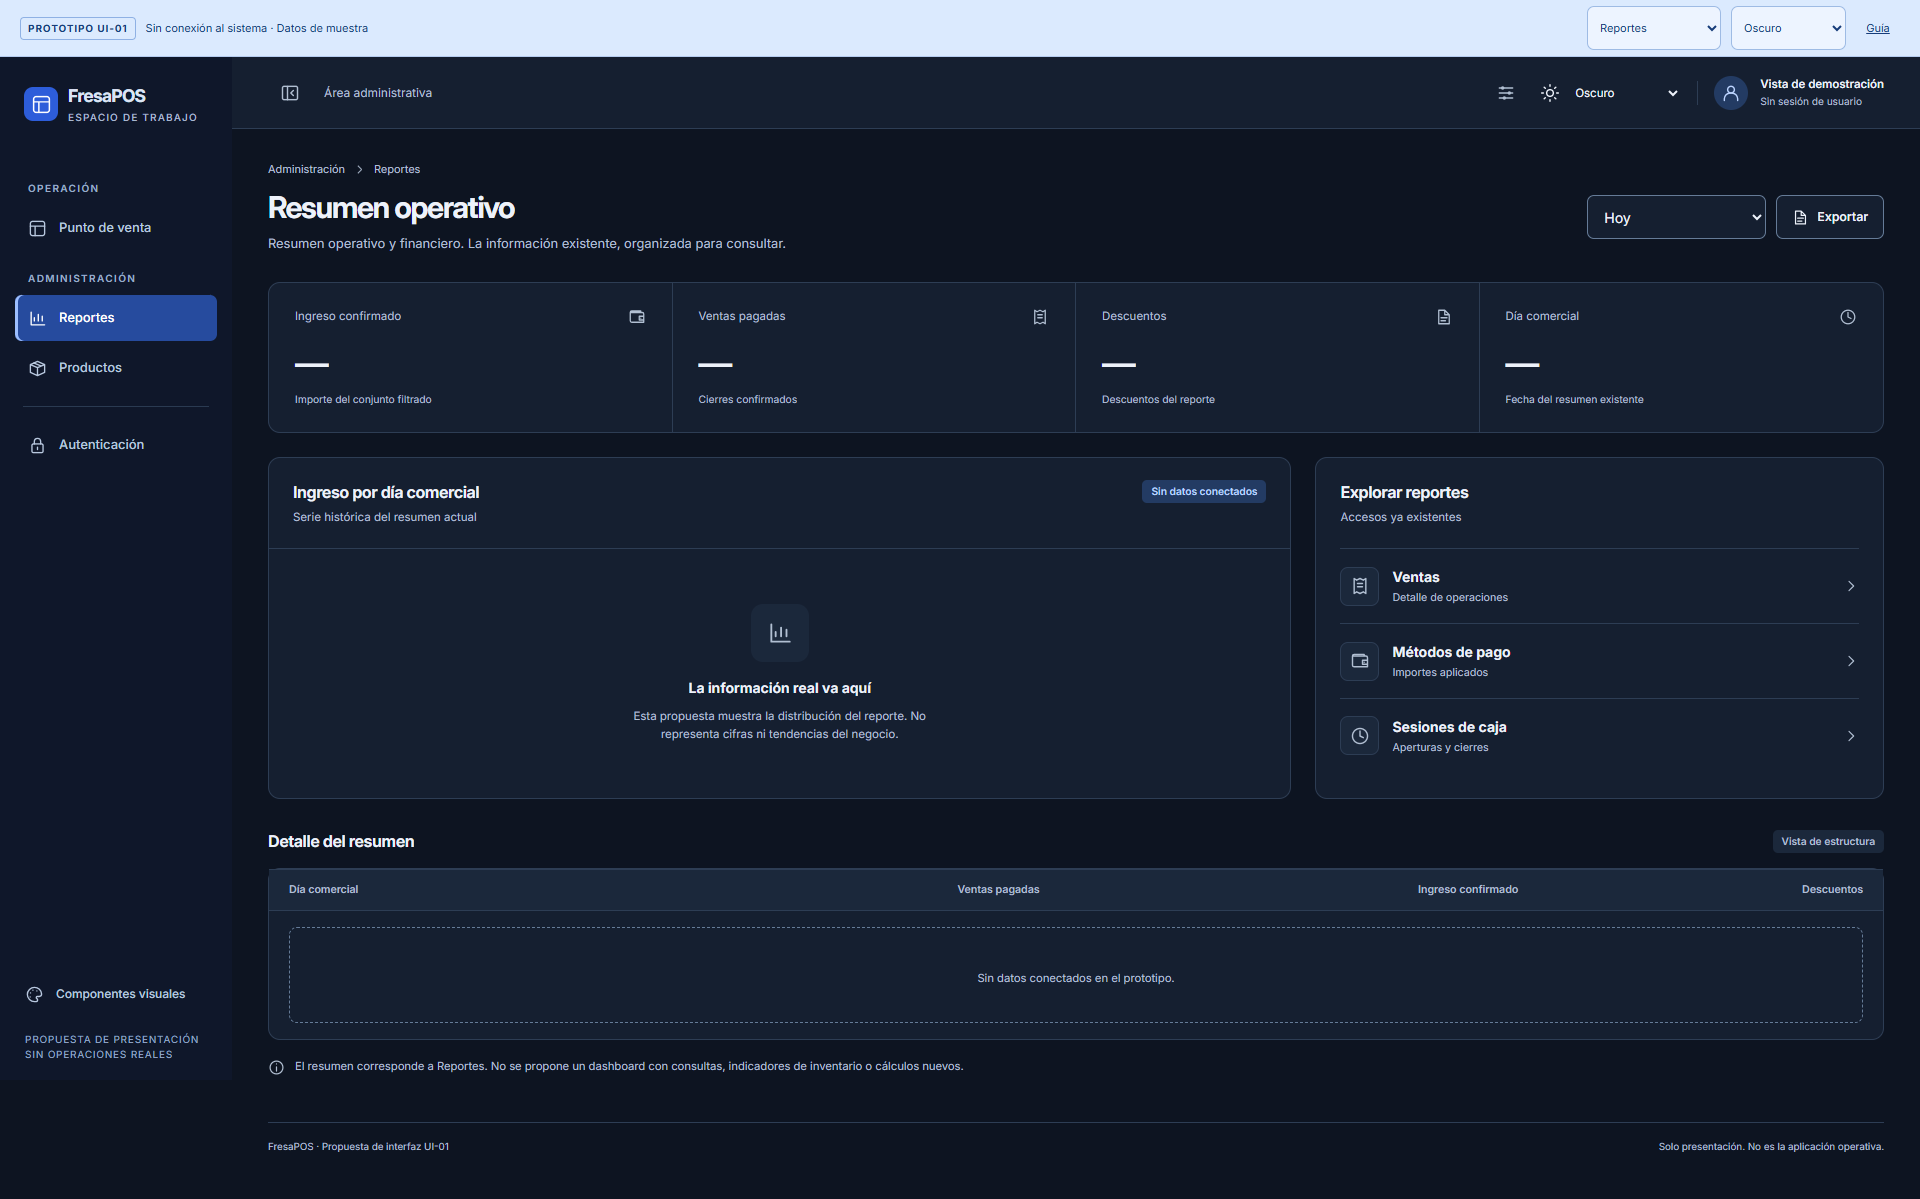 PROTOTIPO UI-01
Sin conexión al sistema · Datos de muestra
Reportes
Oscuro
Guía
FresaPOS
ESPACIO DE TRABAJO
Área administrativa
Oscuro
Vista de demostración
Sin sesión de usuario
OPERACIÓN
Punto de venta
ADMINISTRACIÓN
Reportes
Productos
Autenticación
Componentes visuales
PROPUESTA DE PRESENTACIÓN
SIN OPERACIONES REALES
Administración > Reportes
Resumen operativo
Resumen operativo y financiero. La información existente, organizada para consultar.
Hoy
Exportar
Ingreso confirmado
—
Importe del conjunto filtrado
Ventas pagadas
—
Cierres confirmados
Descuentos
—
Descuentos del reporte
Día comercial
—
Fecha del resumen existente
Ingreso por día comercial
Serie histórica del resumen actual
Sin datos conectados
La información real va aquí
Esta propuesta muestra la distribución del reporte. No
representa cifras ni tendencias del negocio.
Explorar reportes
Accesos ya existentes
Ventas
Detalle de operaciones
Métodos de pago
Importes aplicados
Sesiones de caja
Aperturas y cierres
Detalle del resumen
Vista de estructura
Día comercial
Ventas pagadas
Ingreso confirmado
Descuentos
Sin datos conectados en el prototipo.
El resumen corresponde a Reportes. No se propone un dashboard con consultas, indicadores de inventario o cálculos nuevos.
FresaPOS · Propuesta de interfaz UI-01
Solo presentación. No es la aplicación operativa.